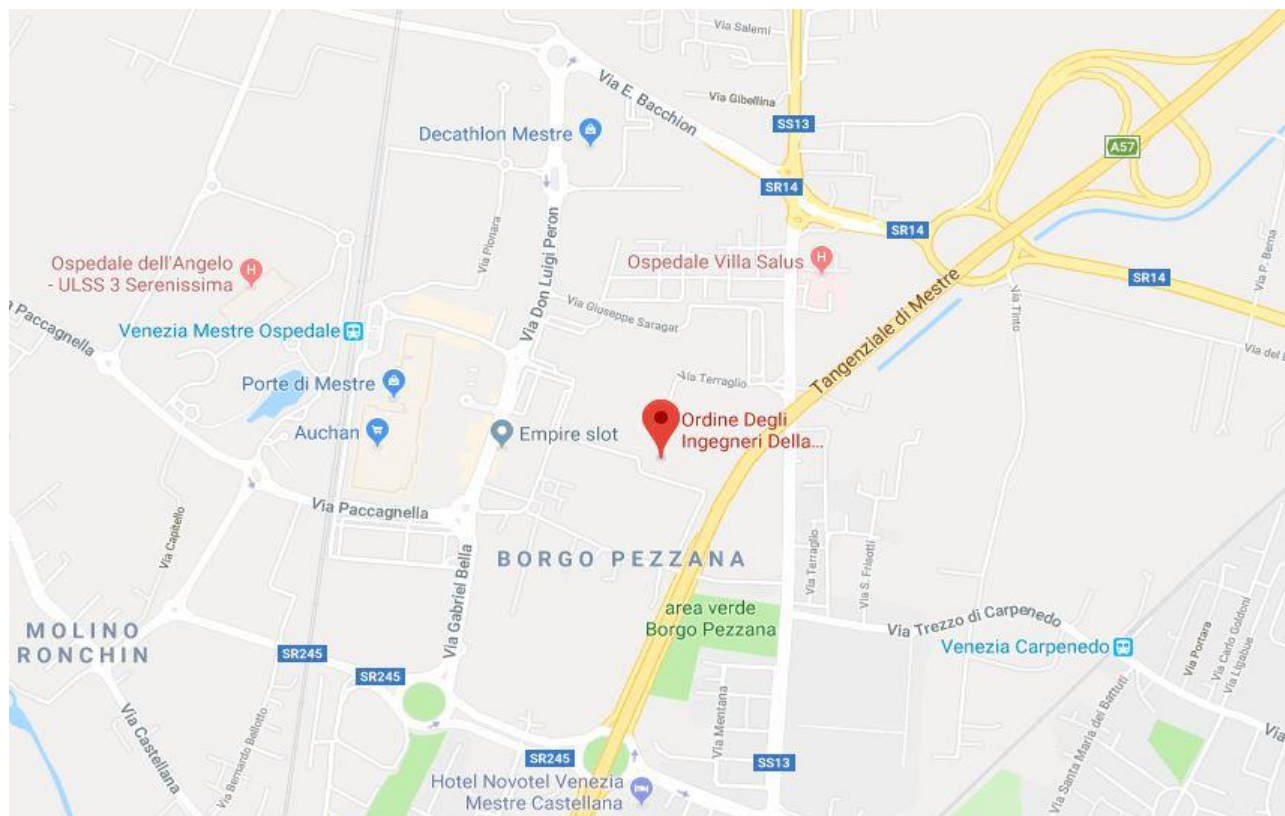 Via Salemi
Via E. Bacchion
Via Gibellina
SS13
Decathlon Mestre
A57
SR14
SR14
SR14
Via P. Berna
Via Pionara
Via Don Luigi Peron
Ospedale dell'Angelo
- ULSS 3 Serenissima
Ospedale Villa Salus
Tangenziale di Mestre
Via Tinto
Via Paccagnella
Venezia Mestre Ospedale
Via Giuseppe Saragat
Via del
Porte di Mestre
Via Terraglio
Auchan
Empire slot
Ordine Degli
Ingegneri Della...
Via Paccagnella
Via Capitello
BORGO PEZZANA
Via Gabriel Bella
Via Terraglio
Via S. Frisotti
area verde
Borgo Pezzana
Via Trezzo di Carpenedo
MOLINO
RONCHIN
Venezia Carpenedo
Via Portara
Via Carlo Goldoni
Via Ligabue
SR245
SR245
Via Castellana
Via Bernardo Bellotto
Via Mentana
Via Santa Maria dei Battuti
Via
SR245
SS13
Hotel Novotel Venezia
Mestre Castellana